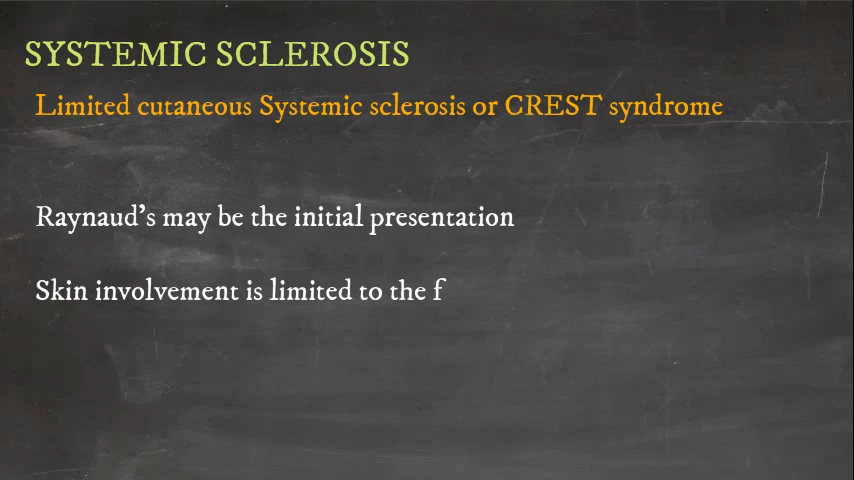 SYSTEMIC SCLEROSIS
Limited cutaneous Systemic sclerosis or CREST syndrome
Raynaud's may be the initial presentation
Skin involvement is limited to the f